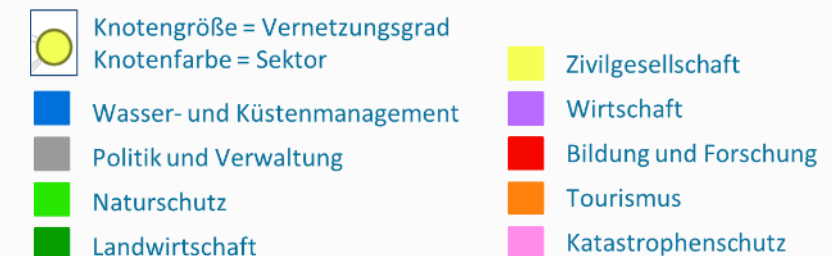 Knotengröße = Vernetzungsgrad
Knotenfarbe = Sektor
Wasser- und Küstenmanagement
Politik und Verwaltung
Naturschutz
Landwirtschaft
Zivilgesellschaft
Wirtschaft
Bildung und Forschung
Tourismus
Katastrophenschutz